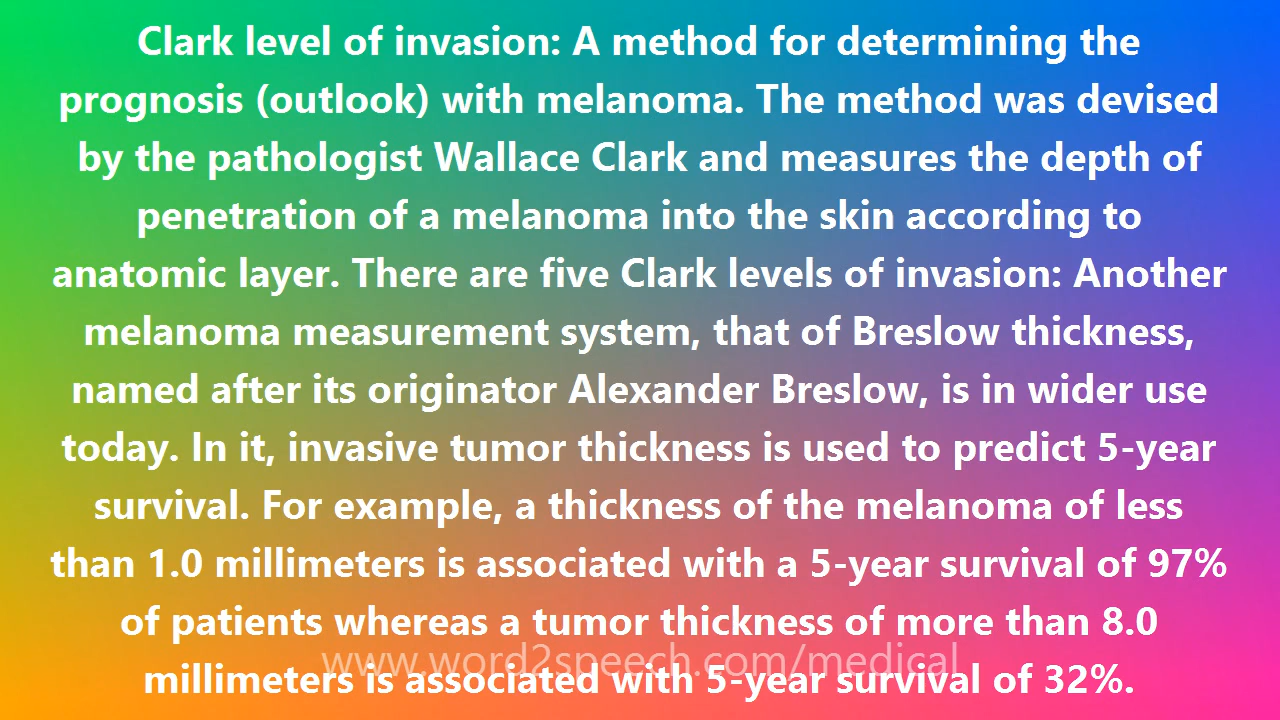 Clark level of invasion: A method for determining the
prognosis (outlook) with melanoma. The method was devised
by the pathologist Wallace Clark and measures the depth of
penetration of a melanoma into the skin according to
anatomic layer. There are five Clark levels of invasion: Another
melanoma measurement system, that of Breslow thickness,
named after its originator Alexander Breslow, is in wider use
today. In it, invasive tumor thickness is used to predict 5-year
survival. For example, a thickness of the melanoma of less
than 1.0 millimeters is associated with a 5-year survival of 97%
of patients whereas a tumor thickness of more than 8.0
www.word2speech.com/medical
millimeters is associated with 5-year survival of 32%.